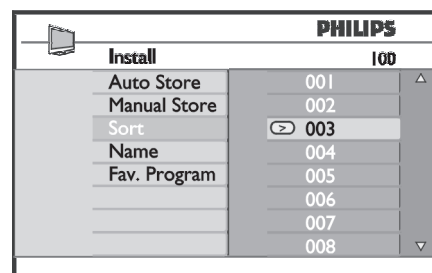 PHILIPS
Install 100
Auto Store 001
Manual Store 002
Sort 003
Name 004
Fav. Program 005
006
007
008